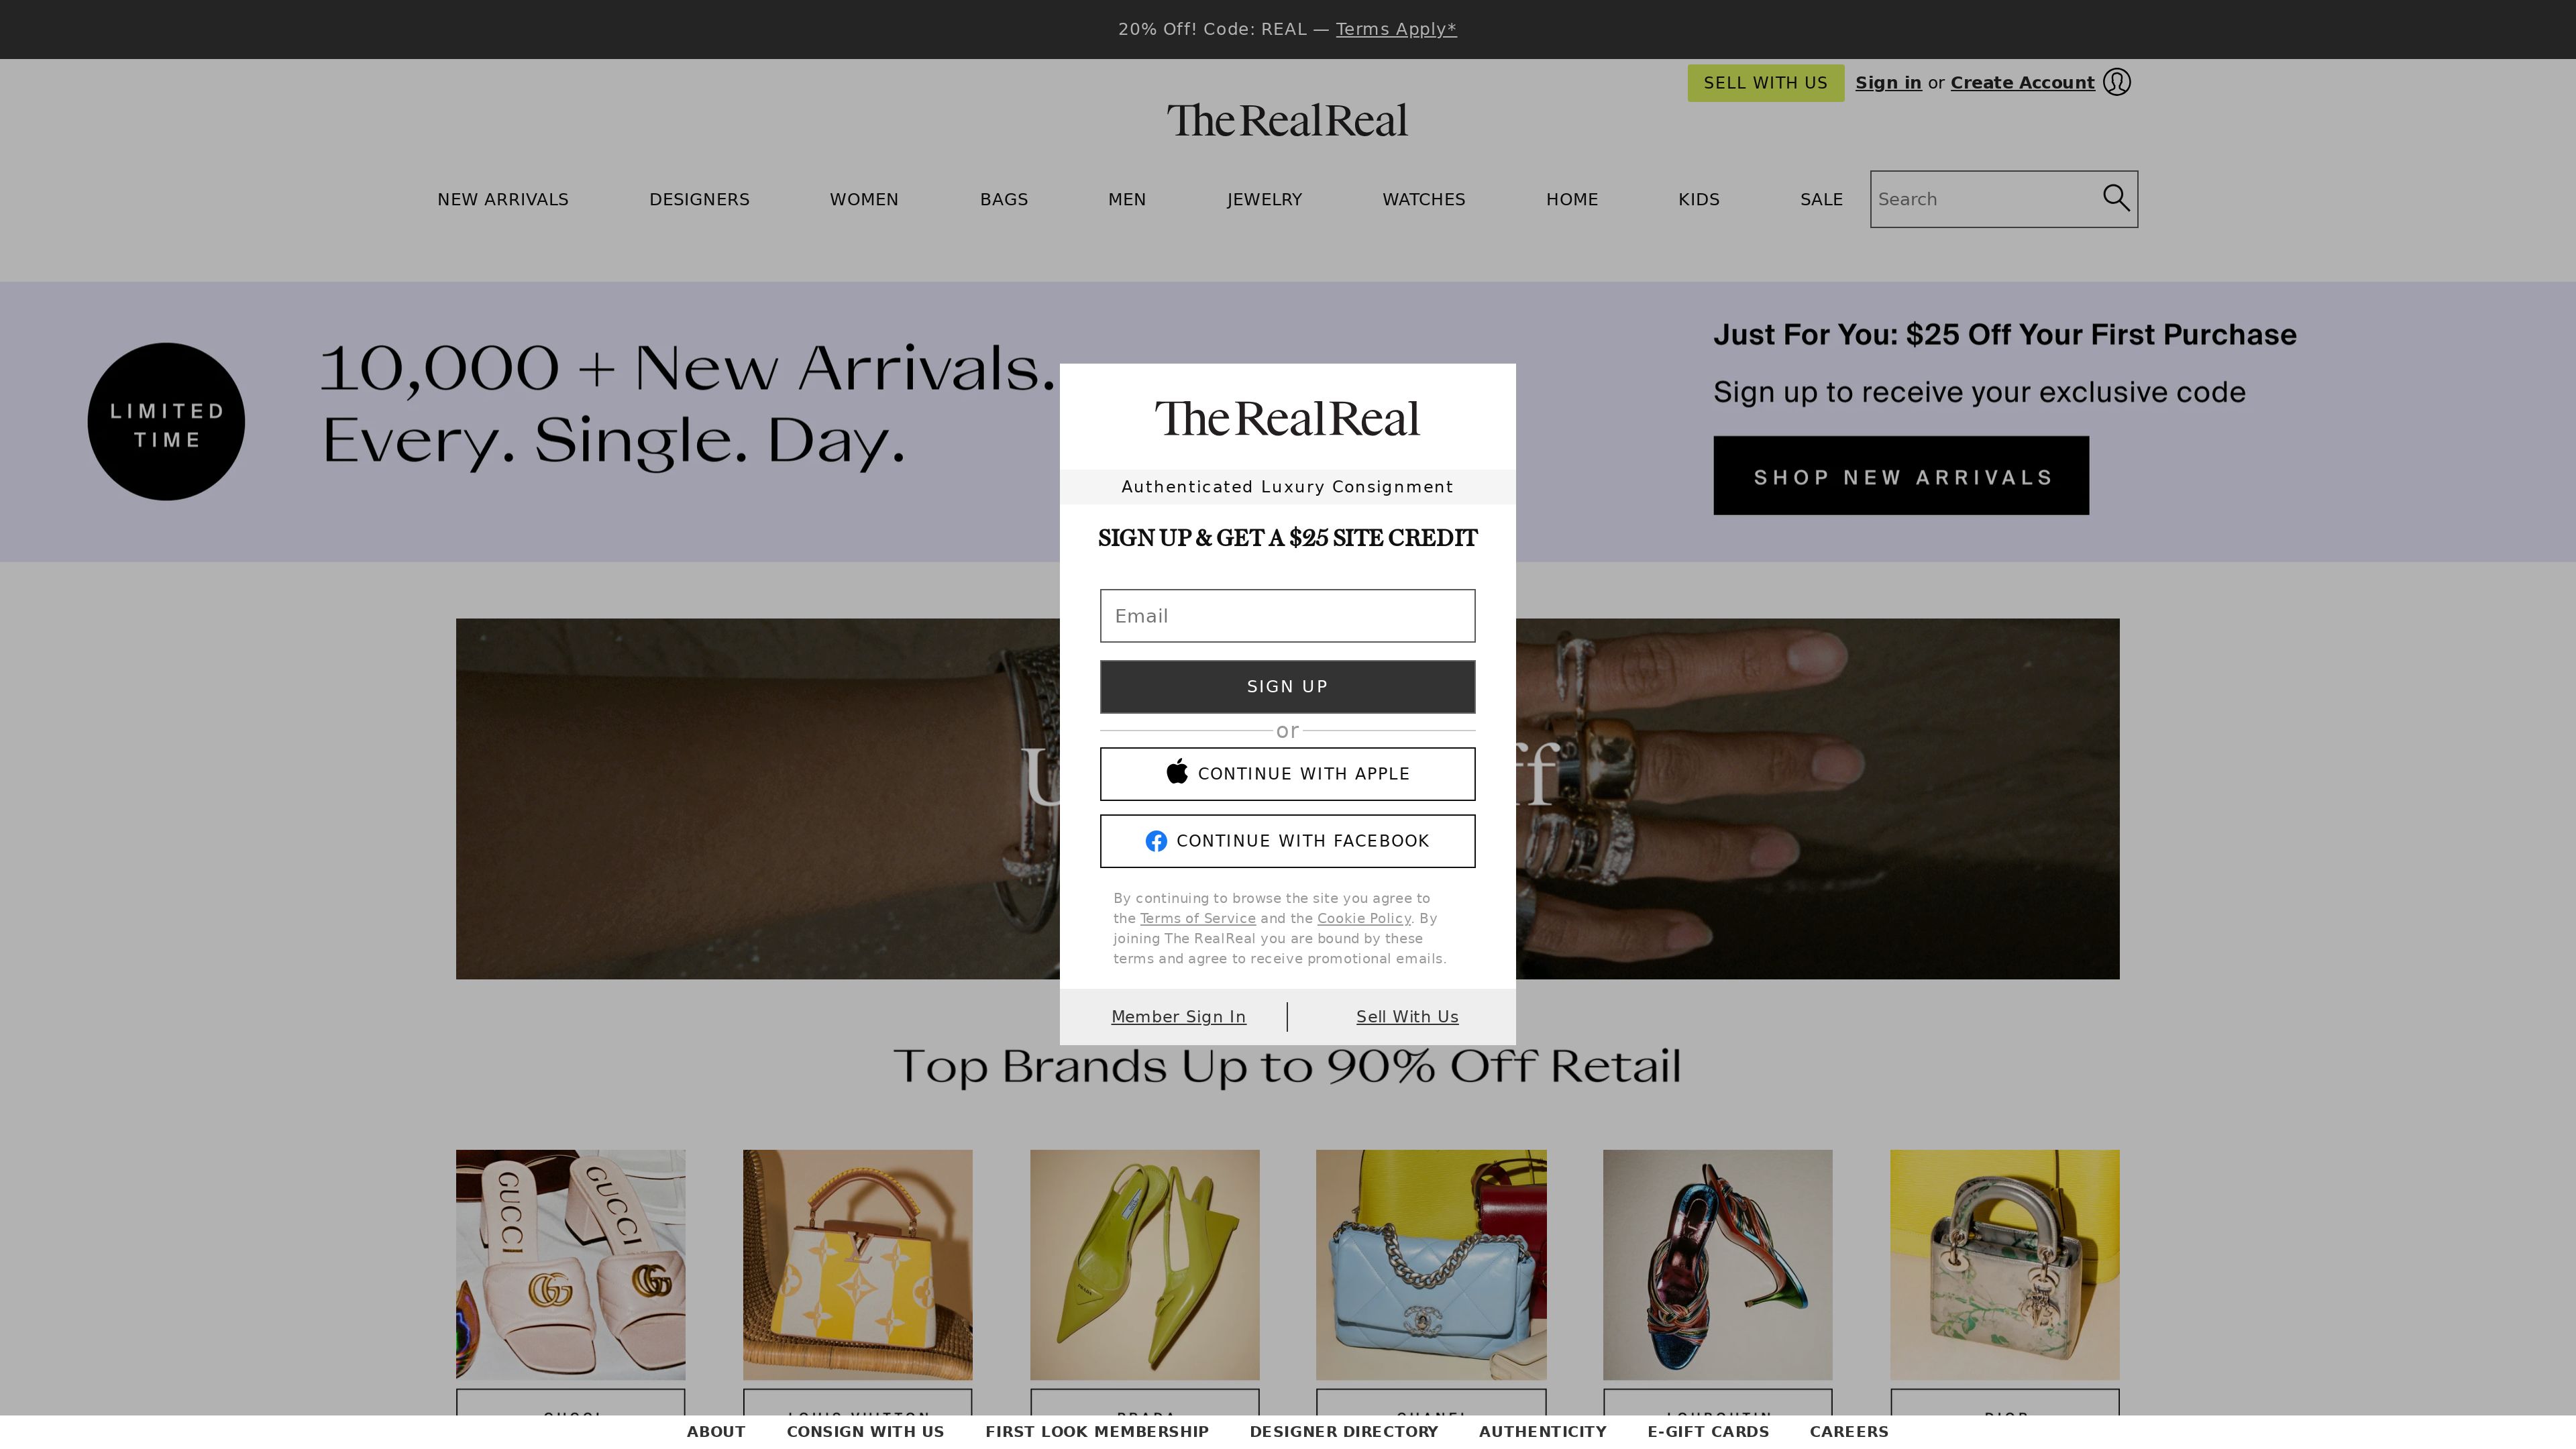 20% Off! Code: REAL — Terms Apply*
SELL WITH US
Sign in or Create Account
The RealReal
NEW ARRIVALS
DESIGNERS
WOMEN
BAGS
MEN
JEWELRY
WATCHES
HOME
KIDS
SALE
Search
LIMITED
TIME
10,000 + New Arrivals.
Every. Single. Day.
Just For You: $25 Off Your First Purchase
Sign up to receive your exclusive code
SHOP NEW ARRIVALS
The RealReal
Authenticated Luxury Consignment
SIGN UP & GET A $25 SITE CREDIT
Email
SIGN UP
or
CONTINUE WITH APPLE
CONTINUE WITH FACEBOOK
By continuing to browse the site you agree to
the Terms of Service and the Cookie Policy. By
joining The RealReal you are bound by these
terms and agree to receive promotional emails.
Member Sign In
Sell With Us
Top Brands Up to 90% Off Retail
GUCCI
GUCCI
PRADA
ABOUT
CONSIGN WITH US
FIRST LOOK MEMBERSHIP
DESIGNER DIRECTORY
AUTHENTICITY
E-GIFT CARDS
CAREERS